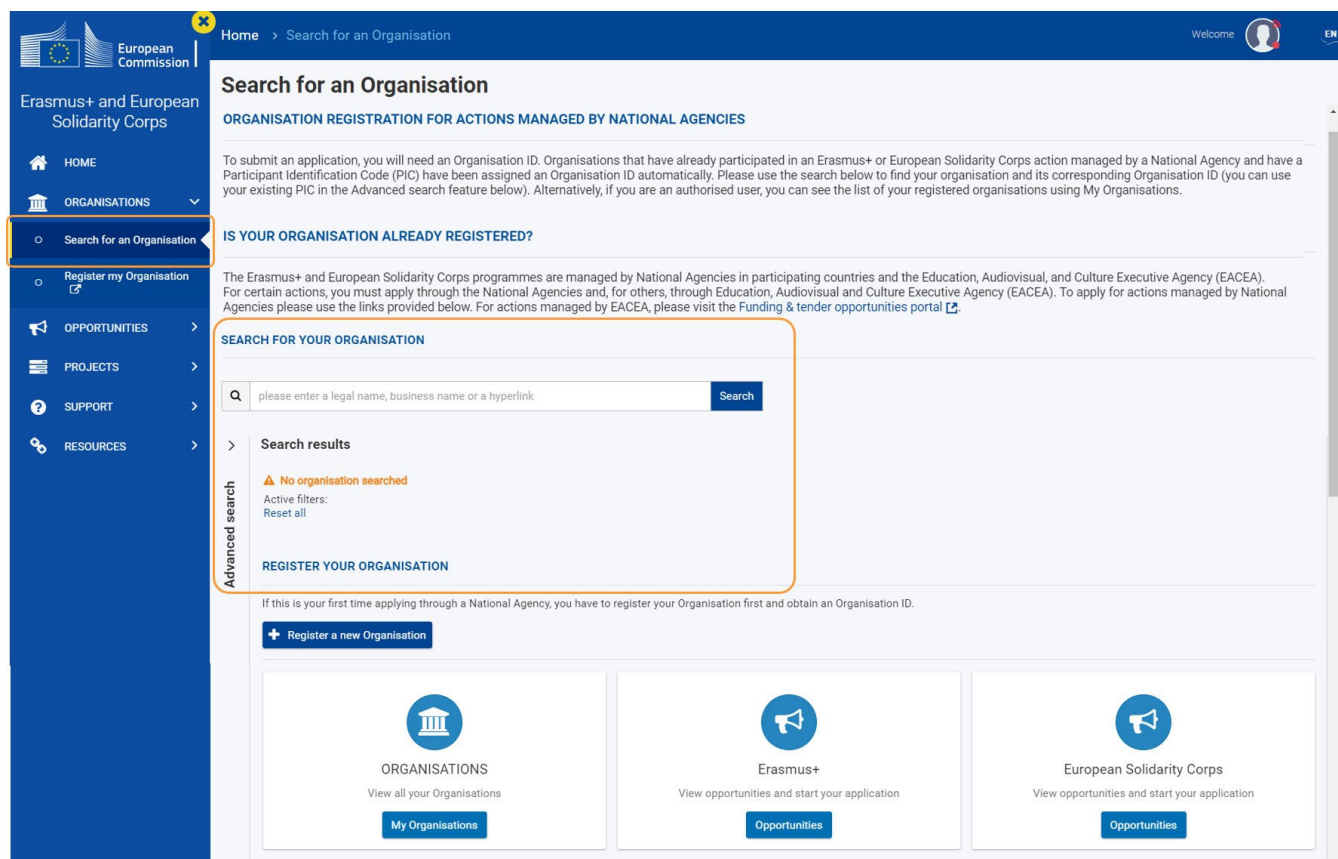 European
Commission
Erasmus+ and European
Solidarity Corps
HOME
ORGANISATIONS
Search for an Organisation
Register my Organisation
OPPORTUNITIES
PROJECTS
SUPPORT
RESOURCES
Home > Search for an Organisation
Welcome
EN
Search for an Organisation
ORGANISATION REGISTRATION FOR ACTIONS MANAGED BY NATIONAL AGENCIES
To submit an application, you will need an Organisation ID. Organisations that have already participated in an Erasmus+ or European Solidarity Corps action managed by a National Agency and have a
Participant Identification Code (PIC) have been assigned an Organisation ID automatically. Please use the search below to find your organisation and its corresponding Organisation ID (you can use
your existing PIC in the Advanced search feature below). Alternatively, if you are an authorised user, you can see the list of your registered organisations using My Organisations.
IS YOUR ORGANISATION ALREADY REGISTERED?
The Erasmus+ and European Solidarity Corps programmes are managed by National Agencies in participating countries and the Education, Audiovisual, and Culture Executive Agency (EACEA).
For certain actions, you must apply through the National Agencies and, for others, through Education, Audiovisual and Culture Executive Agency (EACEA). To apply for actions managed by National
Agencies please use the links provided below. For actions managed by EACEA, please visit the Funding & tender opportunities portal.
SEARCH FOR YOUR ORGANISATION
please enter a legal name, business name or a hyperlink
Search
Advanced search
Search results
No organisation searched
Active filters:
Reset all
REGISTER YOUR ORGANISATION
If this is your first time applying through a National Agency, you have to register your Organisation first and obtain an Organisation ID.
+ Register a new Organisation
ORGANISATIONS
View all your Organisations
My Organisations
Erasmus+
View opportunities and start your application
Opportunities
European Solidarity Corps
View opportunities and start your application
Opportunities